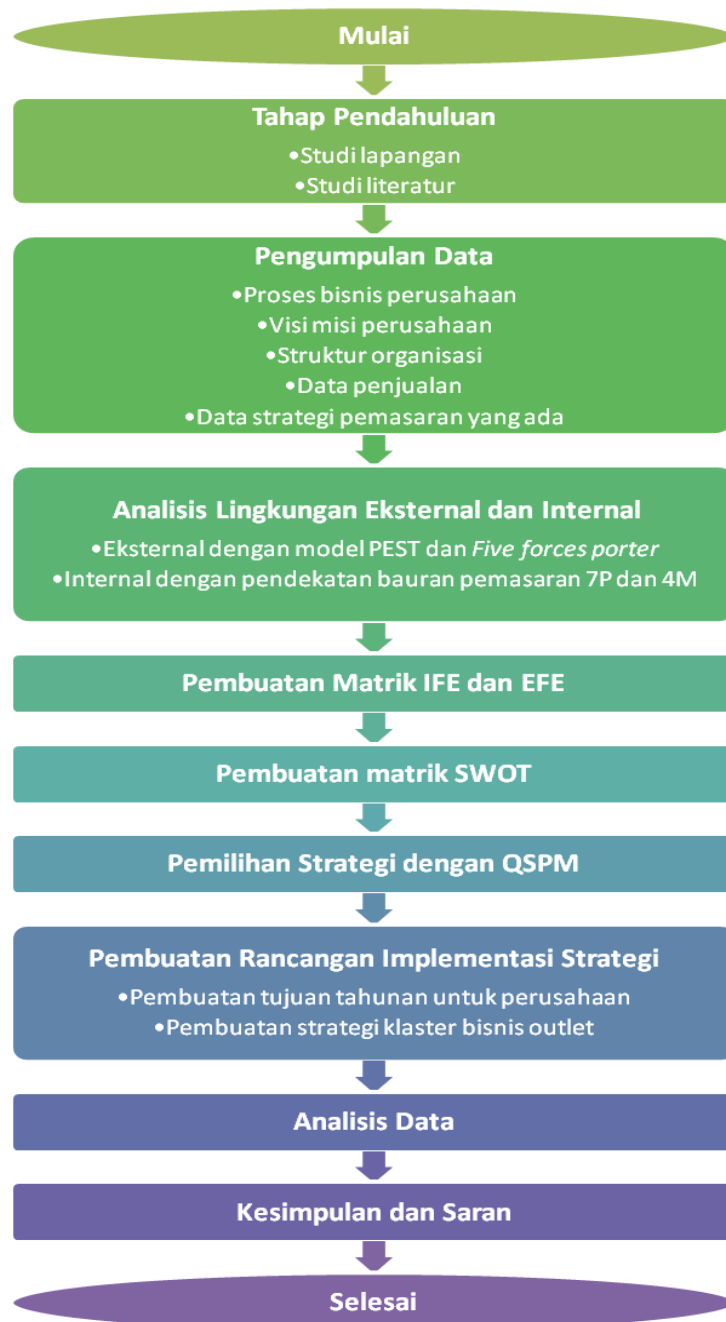 Mulai
Tahap Pendahuluan
•Studi lapangan
•Studi literatur
Pengumpulan Data
•Proses bisnis perusahaan
•Visi misi perusahaan
•Struktur organisasi
•Data penjualan
•Data strategi pemasaran yang ada
Analisis Lingkungan Eksternal dan Internal
•Eksternal dengan model PEST dan Five forces porter
•Internal dengan pendekatan bauran pemasaran 7P dan 4M
Pembuatan Matrik IFE dan EFE
Pembuatan matrik SWOT
Pemilihan Strategi dengan QSPM
Pembuatan Rancangan Implementasi Strategi
•Pembuatan tujuan tahunan untuk perusahaan
•Pembuatan strategi klaster bisnis outlet
Analisis Data
Kesimpulan dan Saran
Selesai